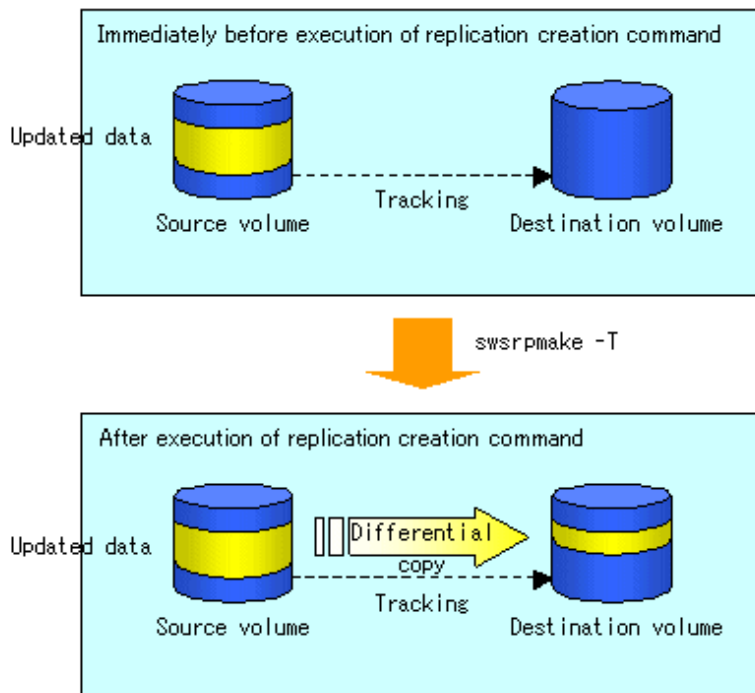 Immediately before execution of replication creation command
Updated data
Tracking
Source volume
Destination volume
swsrpmake -T
After execution of replication creation command
Differential
Updated data
copy
Tracking
Source volume
Destination volume